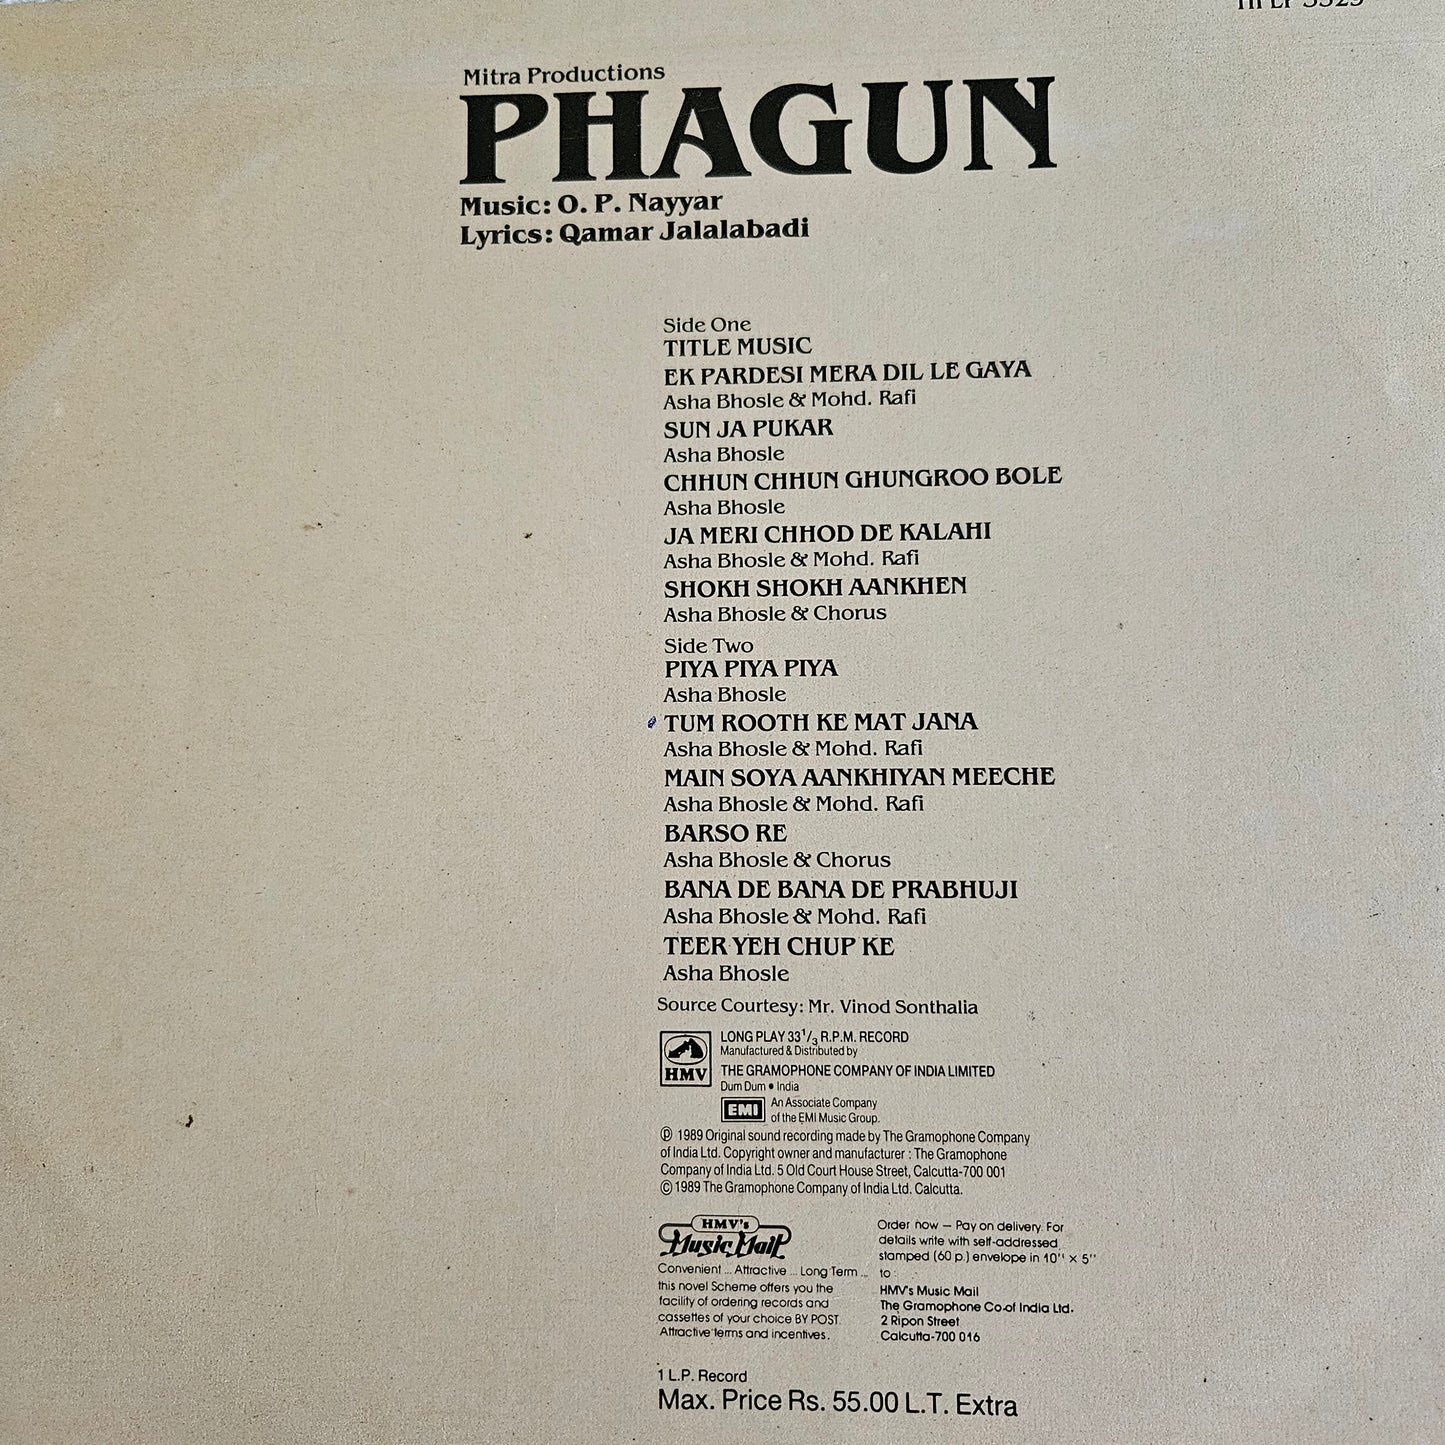 Mitra Productions
PHAGUN
Music: O. P. Nayyar
Lyrics: Qamar Jalalabadi
Side One
TITLE MUSIC
EK PARDESI MERA DIL LE GAYA
Asha Bhosle & Mohd. Rafi
SUN JA PUKAR
Asha Bhosle
CHHUN CHHUN GHUNGROO BOLE
Asha Bhosle
JA MERI CHHOD DE KALAHI
Asha Bhosle & Mohd. Rafi
SHOKH SHOKH AANKHEN
Asha Bhosle & Chorus
Side Two
PIYA PIYA PIYA
Asha Bhosle
TUM ROOTH KE MAT JANA
Asha Bhosle & Mohd. Rafi
MAIN SOYA AANKHIYAN MEECHE
Asha Bhosle & Mohd. Rafi
BARSO RE
Asha Bhosle & Chorus
BANA DE BANA DE PRABHUJI
Asha Bhosle & Mohd. Rafi
TEER YEH CHUP KE
Asha Bhosle
Source Courtesy: Mr. Vinod Sonthalia
HMV
LONG PLAY 33 1/3 R.P.M. RECORD
Manufactured & Distributed by
THE GRAMOPHONE COMPANY OF INDIA LIMITED
Dum Dum • India
EMI
An Associate Company
of the EMI Music Group.
℗ 1989 Original sound recording made by The Gramophone Company
of India Ltd. Copyright owner and manufacturer : The Gramophone
Company of India Ltd. 5 Old Court House Street, Calcutta-700 001
© 1989 The Gramophone Company of India Ltd. Calcutta.
HMV's
Music Mail
Convenient ... Attractive ... Long Term ...
this novel Scheme offers you the
facility of ordering records and
cassettes of your choice BY POST.
Attractive terms and incentives.
Order now — Pay on delivery. For
details write with self-addressed
stamped (60 p.) envelope in 10'' × 5''
to :
HMV's Music Mail
The Gramophone Co. of India Ltd.
2 Ripon Street
Calcutta-700 016
1 L.P. Record
Max. Price Rs. 55.00 L.T. Extra